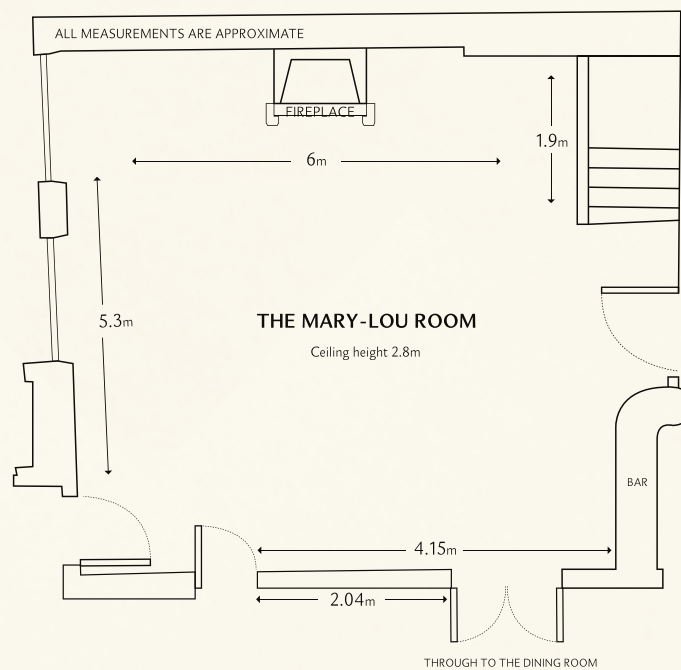 ALL MEASUREMENTS ARE APPROXIMATE
FIREPLACE
1.9m
6m
5.3m
THE MARY-LOU ROOM
Ceiling height 2.8m
BAR
4.15m
2.04m
THROUGH TO THE DINING ROOM